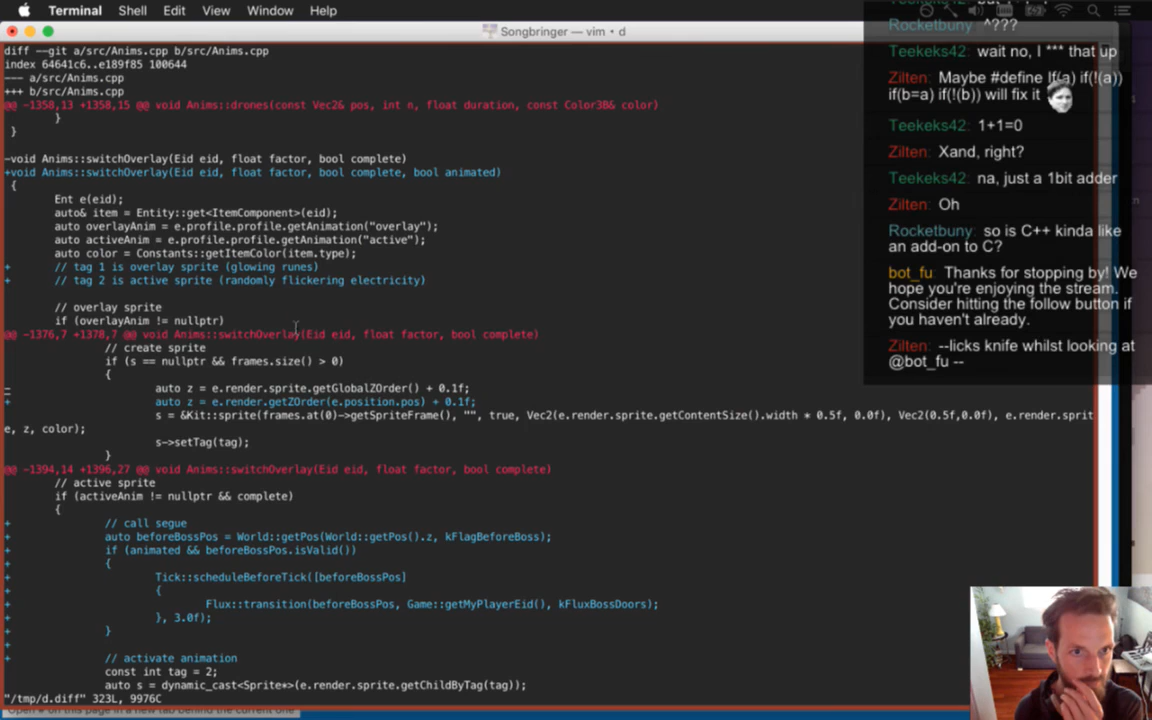 Terminal Shell Edit View Window Help
Songbringer — vim • d
diff --git a/src/Anims.cpp b/src/Anims.cpp
index 64641c6..e189f85 100644
--- a/src/Anims.cpp
+++ b/src/Anims.cpp
@@ -1358,13 +1358,15 @@ void Anims::drones(const Vec2& pos, int n, float duration, const Color3B& color)
}
}
-void Anims::switchOverlay(Eid eid, float factor, bool complete)
+void Anims::switchOverlay(Eid eid, float factor, bool complete, bool animated)
{
Ent e(eid);
auto& item = Entity::get<ItemComponent>(eid);
auto overlayAnim = e.profile.profile.getAnimation("overlay");
auto activeAnim = e.profile.profile.getAnimation("active");
auto color = Constants::getItemColor(item.type);
+ // tag 1 is overlay sprite (glowing runes)
+ // tag 2 is active sprite (randomly flickering electricity)
// overlay sprite
if (overlayAnim != nullptr)
@@ -1376,7 +1378,7 @@ void Anims::switchOverlay(Eid eid, float factor, bool complete)
// create sprite
if (s == nullptr && frames.size() > 0)
{
- auto z = e.render.sprite.getGlobalZOrder() + 0.1f;
+ auto z = e.render.getZOrder(e.position.pos) + 0.1f;
s = &Kit::sprite(frames.at(0)->getSpriteFrame(), "", true, Vec2(e.render.sprite.getContentSize().width * 0.5f, 0.0f), Vec2(0.5f,0.0f), e.render.sprit
e, z, color);
s->setTag(tag);
}
@@ -1394,14 +1396,27 @@ void Anims::switchOverlay(Eid eid, float factor, bool complete)
// active sprite
if (activeAnim != nullptr && complete)
{
+ // call segue
+ auto beforeBossPos = World::getPos(World::getPos().z, kFlagBeforeBoss);
+ if (animated && beforeBossPos.isValid())
+ {
+ Tick::scheduleBeforeTick([beforeBossPos]
+ {
+ Flux::transition(beforeBossPos, Game::getMyPlayerEid(), kFluxBossDoors);
+ }, 3.0f);
+ }
+
+ // activate animation
const int tag = 2;
auto s = dynamic_cast<Sprite*>(e.render.sprite.getChildByTag(tag));
"/tmp/d.diff" 323L, 9976C
Rocketbuny: ^???
Teekeks42: wait no, I *** that up
Zilten: Maybe #define If(a) if(!(a))
if(b=a) if(!(b)) will fix it
Teekeks42: 1+1=0
Zilten: Xand, right?
Teekeks42: na, just a 1bit adder
Zilten: Oh
Rocketbuny: so is C++ kinda like
an add-on to C?
bot_fu: Thanks for stopping by! We
hope you're enjoying the stream.
Consider hitting the follow button if
you haven't already.
Zilten: --licks knife whilst looking at
@bot_fu --